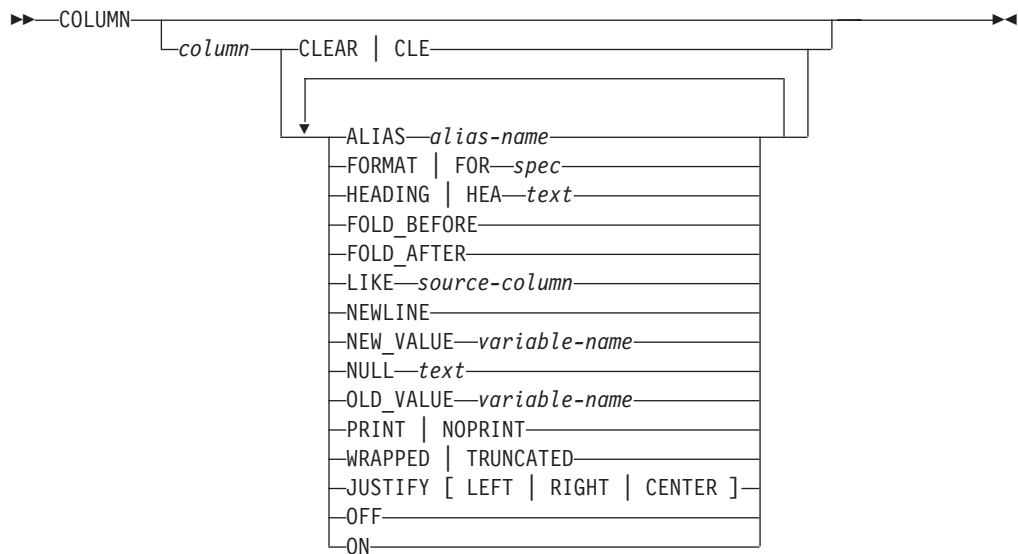 COLUMN
column CLEAR | CLE
ALIAS alias-name
FORMAT | FOR spec
HEADING | HEA text
FOLD_BEFORE
FOLD_AFTER
LIKE source-column
NEWLINE
NEW_VALUE variable-name
NULL text
OLD_VALUE variable-name
PRINT | NOPRINT
WRAPPED | TRUNCATED
JUSTIFY [ LEFT | RIGHT | CENTER ]
OFF
ON